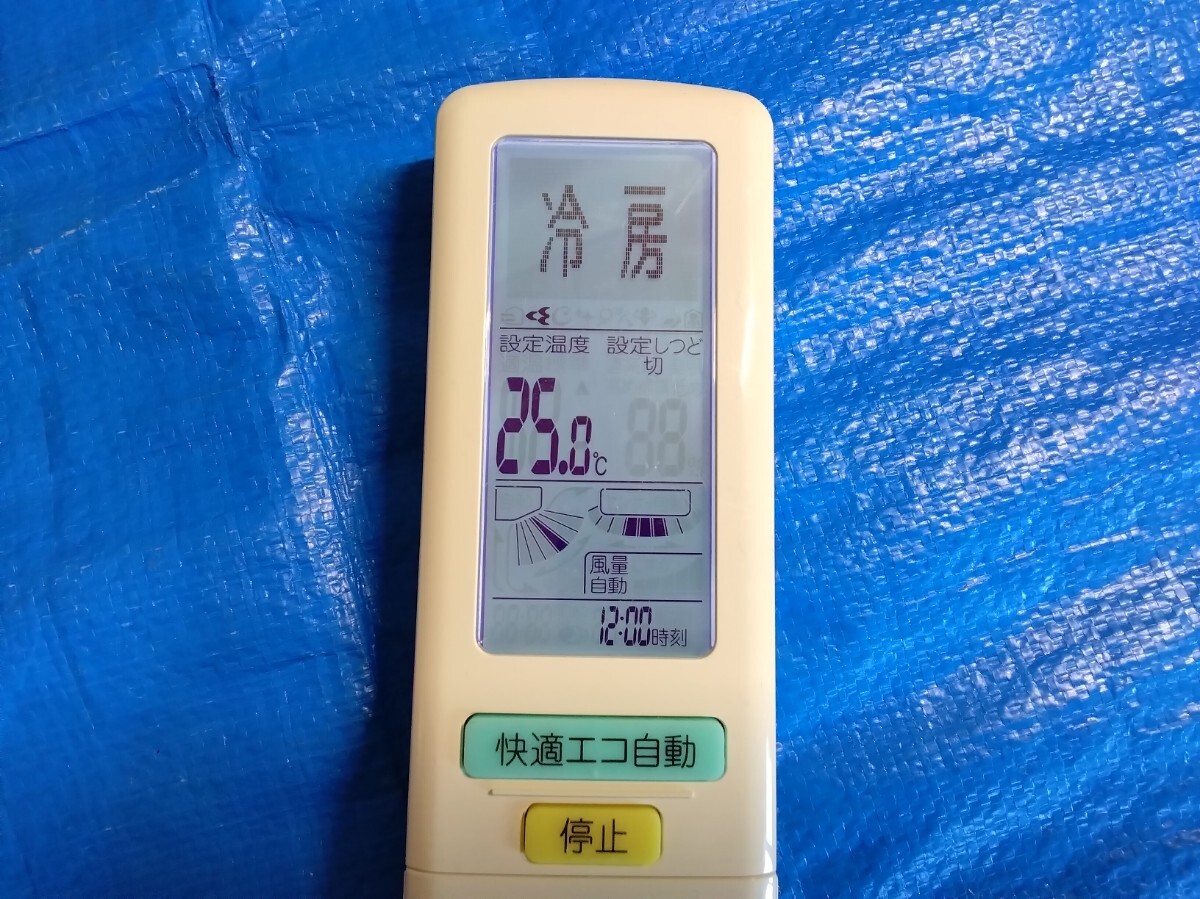 冷房
設定温度 設定しつど
切
25.0℃
風量
自動
12:00時刻
快適エコ自動
停止